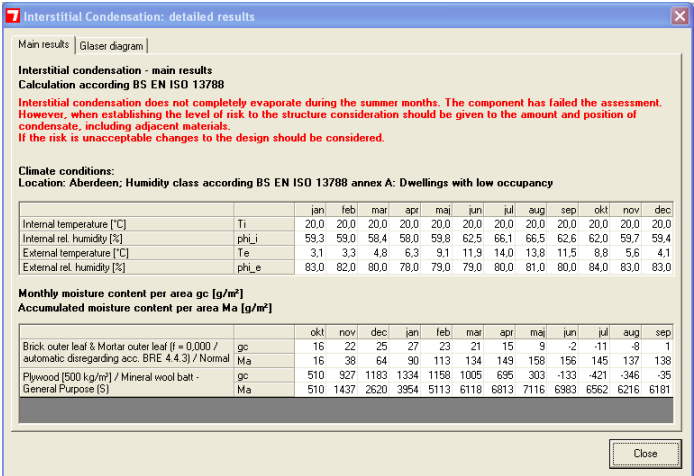 Interstitial Condensation: detailed results
Main results Glaser diagram
Interstitial condensation - main results
Calculation according BS EN ISO 13788
Interstitial condensation does not completely evaporate during the summer months. The component has failed the assessment.
However, when establishing the level of risk to the structure consideration should be given to the amount and position of
condensate, including adjacent materials.
If the risk is unacceptable changes to the design should be considered.
Climate conditions:
Location: Aberdeen; Humidity class according BS EN ISO 13788 annex A: Dwellings with low occupancy
jan feb mar apr maj jun jul aug sep okt nov dec
Internal temperature [°C] Ti 20,0 20,0 20,0 20,0 20,0 20,0 20,0 20,0 20,0 20,0 20,0 20,0
Internal rel. humidity [%] phi_i 59,3 59,0 58,4 58,0 59,8 62,5 66,1 66,5 62,6 62,0 59,7 59,4
External temperature [°C] Te 3,1 3,3 4,8 6,3 9,1 11,9 14,0 13,8 11,5 8,8 5,6 4,1
External rel. humidity [%] phi_e 83,0 82,0 80,0 78,0 79,0 79,0 80,0 81,0 80,0 84,0 83,0 83,0
Monthly moisture content per area gc [g/m²]
Accumulated moisture content per area Ma [g/m²]
okt nov dec jan feb mar apr maj jun jul aug sep
Brick outer leaf & Mortar outer leaf (f = 0,000 / gc 16 22 25 27 23 21 15 9 -2 -11 -8 1
automatic disregarding acc. BRE 4.4.3) / Normal Ma 16 38 64 90 113 134 149 158 156 145 137 138
Plywood [500 kg/m³] / Mineral wool batt - gc 510 927 1183 1334 1158 1005 695 303 -133 -421 -346 -35
General Purpose (S) Ma 510 1437 2620 3954 5113 6118 6813 7116 6983 6562 6216 6181
Close